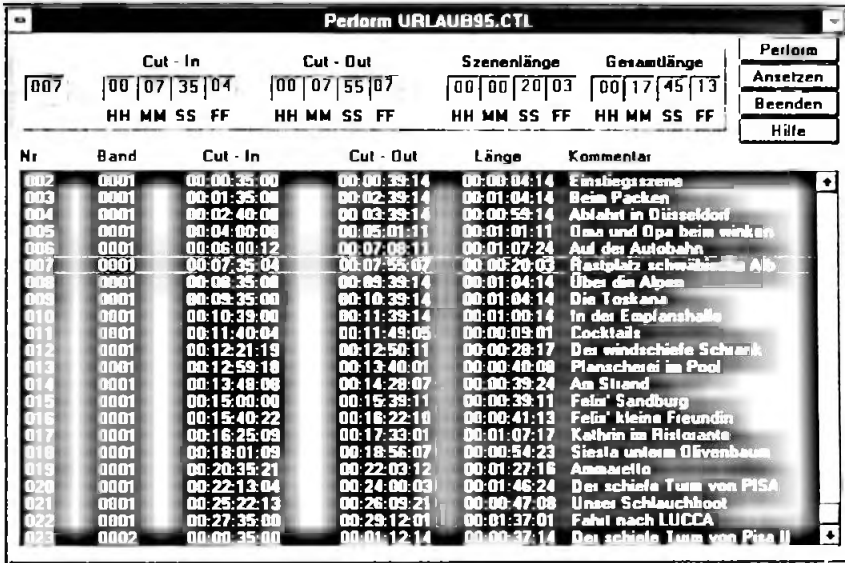 Perform URLAUB95.CTL
Cut - In Cut - Out Szenenlänge Gesamtlänge Perform
007 00 07 35 04 00 07 55 07 00 00 20 03 00 17 45 13 Ansetzen
HH MM SS FF HH MM SS FF HH MM SS FF HH MM SS FF Beenden
Hilfe
Nr Band Cut - In Cut - Out Länge Kommentar
002 0001 00:00:35:00 00:00:39:14 00:00:04:14 Einstiegsszene
003 0001 00:01:35:08 00:02:39:14 00:01:04:14 Beim Packen
004 0001 00:02:40:08 00:03:39:14 00:00:59:14 Abfahrt in Düsseldorf
005 0001 00:04:00:08 00:05:01:11 00:01:01:11 Oma und Opa beim winken
006 0001 00:06:00:12 00:07:08:11 00:01:07:24 Auf der Autobahn
007 0001 00:07:35:04 00:07:55:07 00:00:20:03 Rastplatz schwäbische Alb
008 0001 00:08:35:08 00:09:39:14 00:01:04:14 Über die Alpen
009 0001 00:09:35:00 00:10:39:14 00:01:04:14 Die Toskana
010 0001 00:10:39:00 00:11:39:14 00:01:00:14 In der Empfanshalle
011 0001 00:11:40:04 00:11:49:05 00:00:09:01 Cocktails
012 0001 00:12:21:19 00:12:50:11 00:00:28:17 Der windschiefe Schrank
013 0001 00:12:59:18 00:13:40:01 00:00:40:08 Planscherei im Pool
014 0001 00:13:48:08 00:14:28:07 00:00:39:24 Am Strand
015 0001 00:15:00:00 00:15:39:11 00:00:39:11 Felix' Sandburg
016 0001 00:15:40:22 00:16:22:10 00:00:41:13 Felix' kleine Freundin
017 0001 00:16:25:09 00:17:33:01 00:01:07:17 Kathrin im Ristorante
018 0001 00:18:01:09 00:18:56:07 00:00:54:23 Siesta unterm Olivenbaum
019 0001 00:20:35:21 00:22:03:12 00:01:27:16 Ammaretto
020 0001 00:22:13:04 00:24:00:03 00:01:46:24 Der schiefe Turm von PISA
021 0001 00:25:22:13 00:26:09:21 00:00:47:08 Unser Schlauchboot
022 0001 00:27:35:00 00:29:12:01 00:01:37:01 Fahrt nach LUCCA
023 0002 00:00:35:00 00:01:12:14 00:00:37:14 Der schiefe Turm von Pisa II